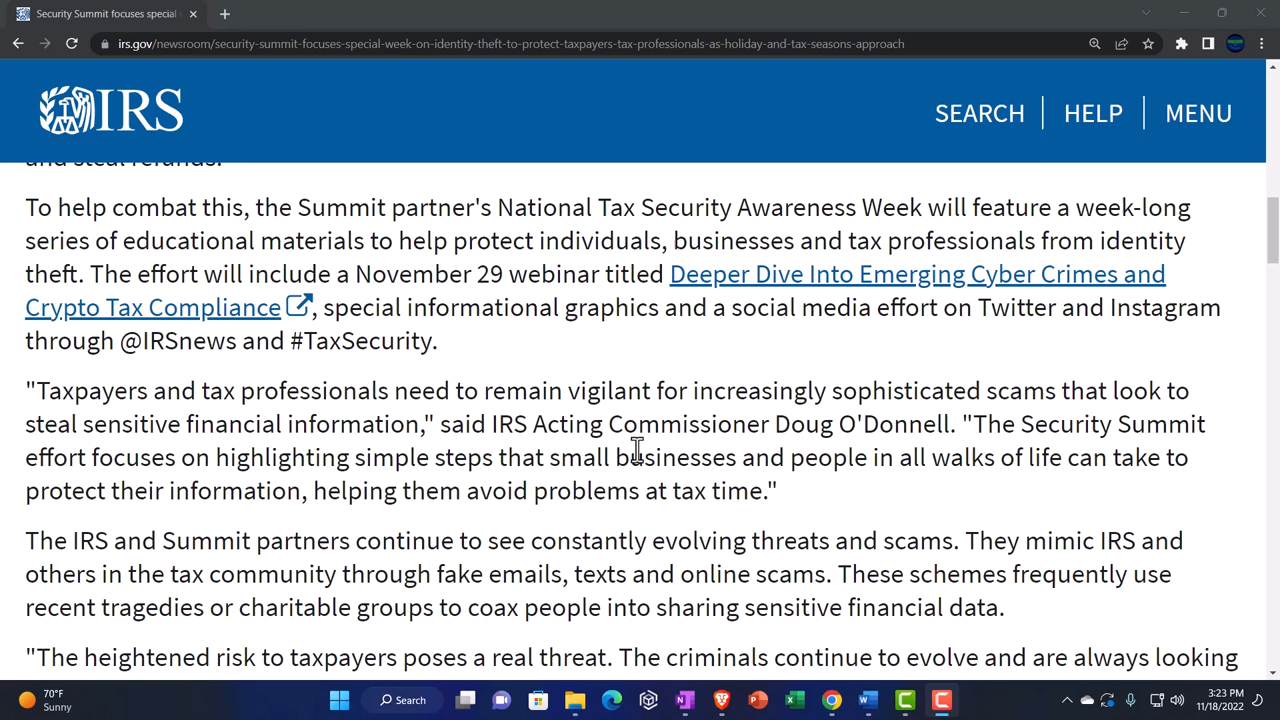 Security Summit focuses special
irs.gov/newsroom/security-summit-focuses-special-week-on-identity-theft-to-protect-taxpayers-tax-professionals-as-holiday-and-tax-seasons-approach
IRS
SEARCH
HELP
MENU
and steal refunds.
To help combat this, the Summit partner's National Tax Security Awareness Week will feature a week-long
series of educational materials to help protect individuals, businesses and tax professionals from identity
theft. The effort will include a November 29 webinar titled Deeper Dive Into Emerging Cyber Crimes and
Crypto Tax Compliance, special informational graphics and a social media effort on Twitter and Instagram
through @IRSnews and #TaxSecurity.
"Taxpayers and tax professionals need to remain vigilant for increasingly sophisticated scams that look to
steal sensitive financial information," said IRS Acting Commissioner Doug O'Donnell. "The Security Summit
effort focuses on highlighting simple steps that small businesses and people in all walks of life can take to
protect their information, helping them avoid problems at tax time."
The IRS and Summit partners continue to see constantly evolving threats and scams. They mimic IRS and
others in the tax community through fake emails, texts and online scams. These schemes frequently use
recent tragedies or charitable groups to coax people into sharing sensitive financial data.
"The heightened risk to taxpayers poses a real threat. The criminals continue to evolve and are always looking
70°F
Sunny
Search
3:23 PM
11/18/2022